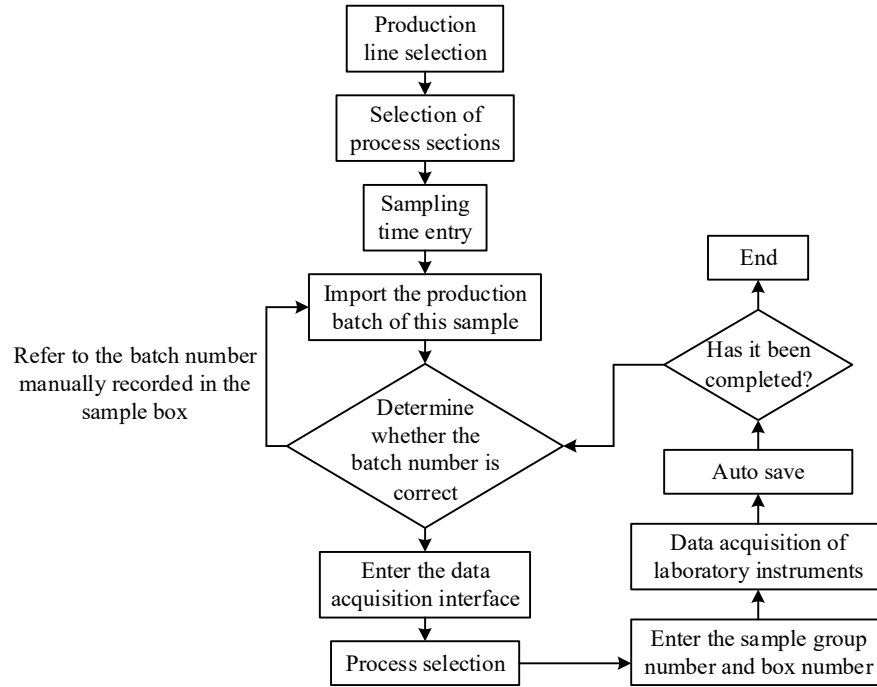 Production
line selection
Selection of
process sections
Sampling
time entry
Import the production
batch of this sample
Refer to the batch number
manually recorded in the
sample box
Determine
whether the
batch number is
correct
Enter the data
acquisition interface
Process selection
Enter the sample group
number and box number
Data acquisition of
laboratory instruments
Auto save
Has it been
completed?
End